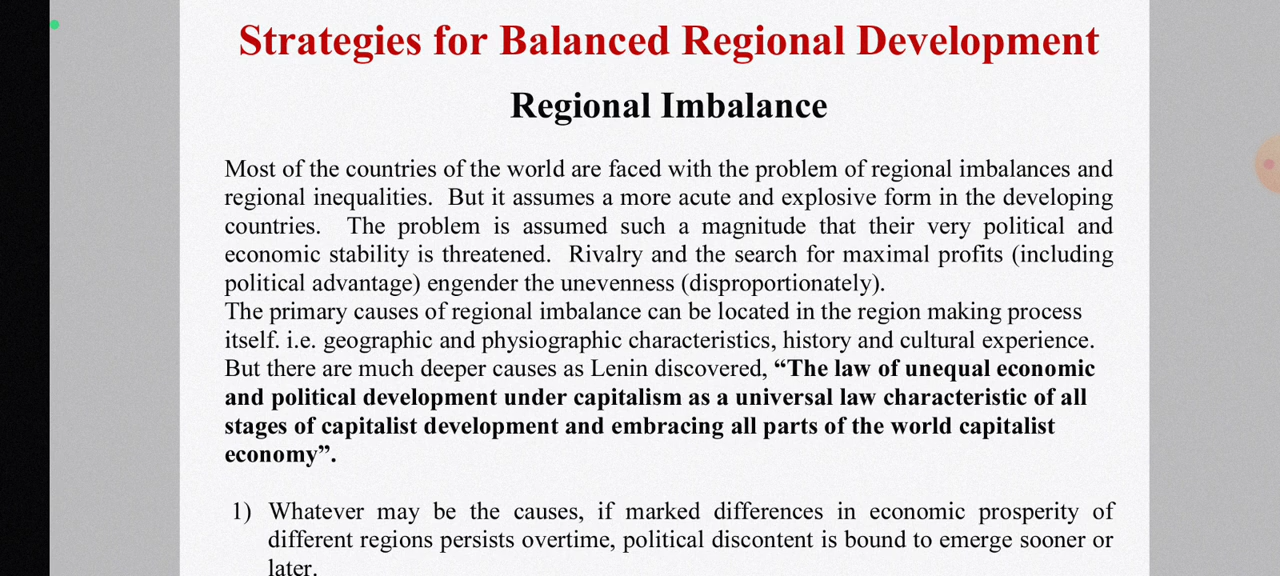 Strategies for Balanced Regional Development
Regional Imbalance
Most of the countries of the world are faced with the problem of regional imbalances and
regional inequalities. But it assumes a more acute and explosive form in the developing
countries. The problem is assumed such a magnitude that their very political and
economic stability is threatened. Rivalry and the search for maximal profits (including
political advantage) engender the unevenness (disproportionately).
The primary causes of regional imbalance can be located in the region making process
itself. i.e. geographic and physiographic characteristics, history and cultural experience.
But there are much deeper causes as Lenin discovered, “The law of unequal economic
and political development under capitalism as a universal law characteristic of all
stages of capitalist development and embracing all parts of the world capitalist
economy”.
1) Whatever may be the causes, if marked differences in economic prosperity of
different regions persists overtime, political discontent is bound to emerge sooner or
later.